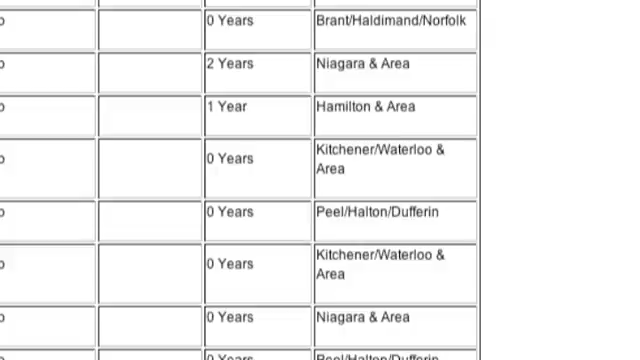 0 Years Brant/Haldimand/Norfolk
2 Years Niagara & Area
1 Year Hamilton & Area
Kitchener/Waterloo &
0 Years
Area
0 Years Peel/Halton/Dufferin
Kitchener/Waterloo &
0 Years
Area
0 Years Niagara & Area
0 Years Peel/Halton/Dufferin